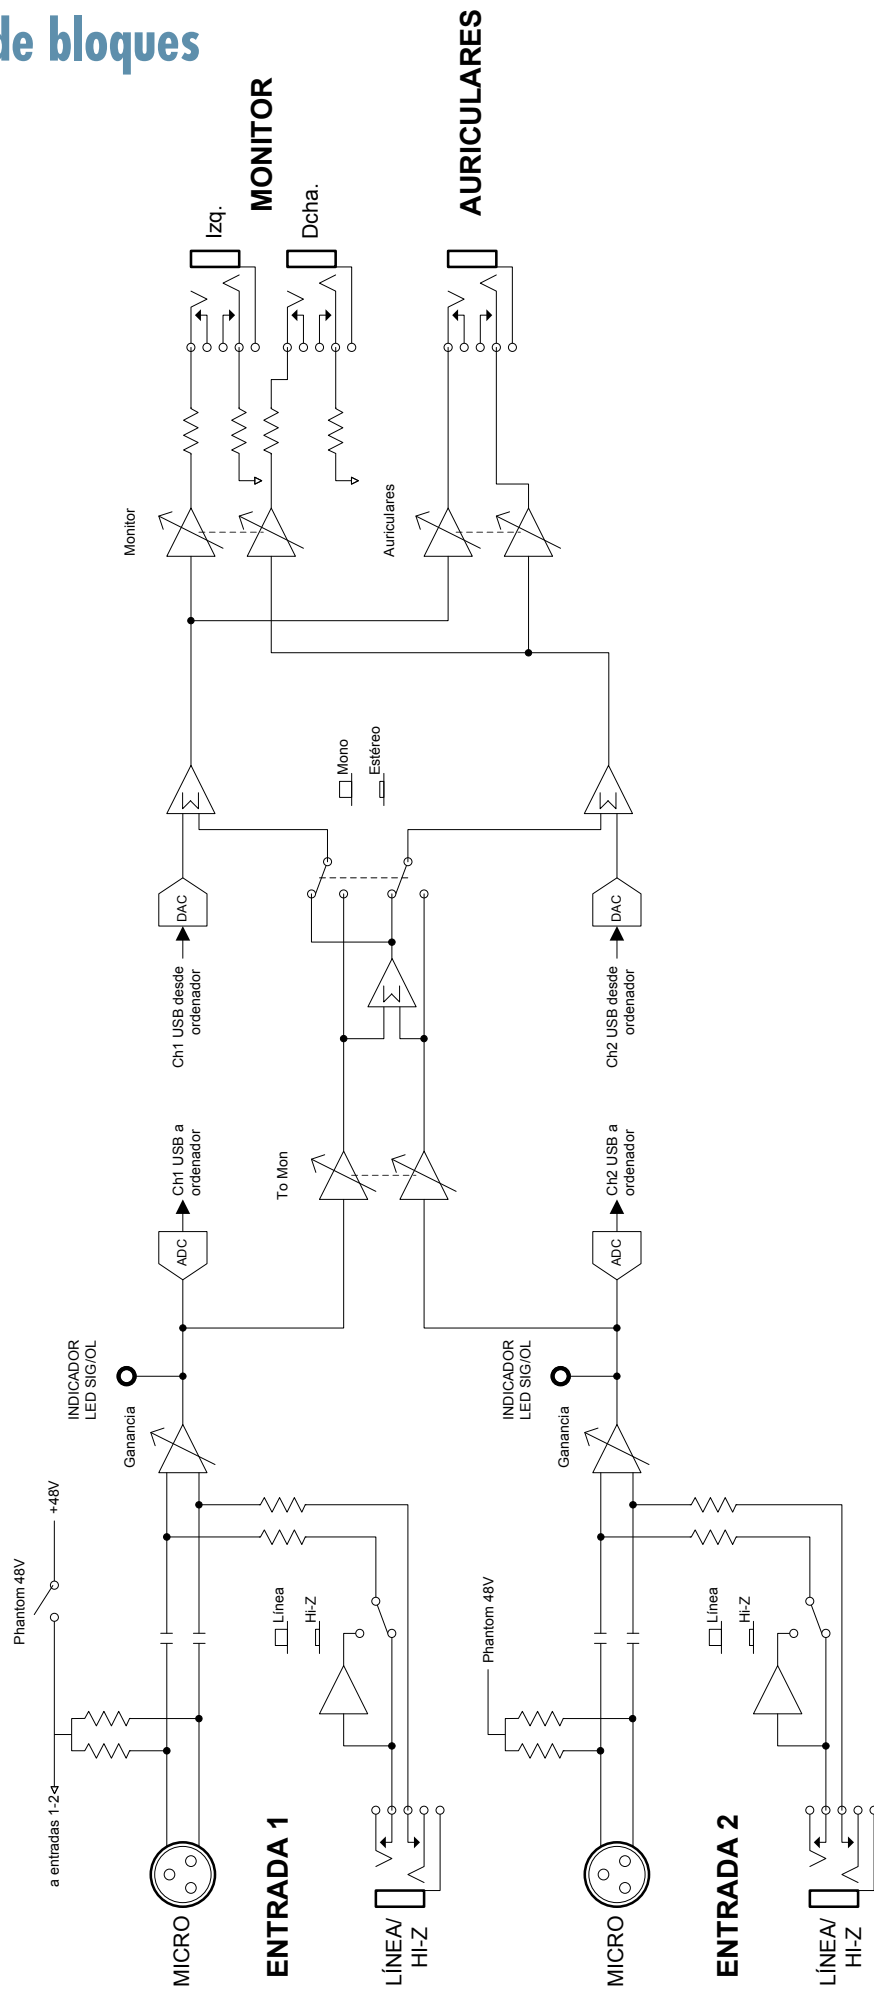 de bloques
MONITOR
Izq.
Dcha.
AURICULARES
Monitor
Auriculares
Mono
Estéreo
DAC
Ch1 USB desde
ordenador
DAC
Ch2 USB desde
ordenador
Ch1 USB a
ordenador
ADC
To Mon
Ch2 USB a
ordenador
ADC
INDICADOR
LED SIG/OL
Ganancia
INDICADOR
LED SIG/OL
Ganancia
+48V
Phantom 48V
a entradas 1-2
Línea
Hi-Z
Phantom 48V
Línea
Hi-Z
MICRO
ENTRADA 1
LÍNEA/
HI-Z
MICRO
ENTRADA 2
LÍNEA/
HI-Z